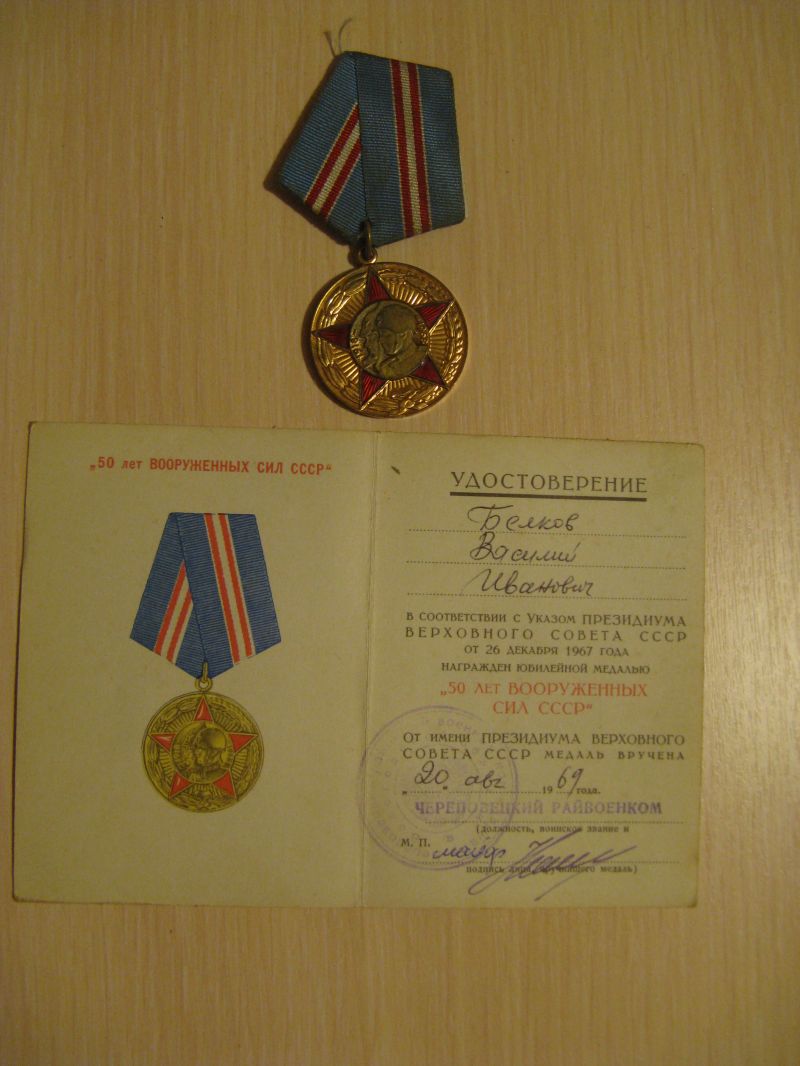 „50 лет ВООРУЖЕННЫХ СИЛ СССР“
УДОСТОВЕРЕНИЕ
Белков
Василий
Иванович
В СООТВЕТСТВИИ С УКАЗОМ ПРЕЗИДИУМА
ВЕРХОВНОГО СОВЕТА СССР
ОТ 26 ДЕКАБРЯ 1967 ГОДА
НАГРАЖДЕН ЮБИЛЕЙНОЙ МЕДАЛЬЮ
„50 ЛЕТ ВООРУЖЕННЫХ
СИЛ СССР“
ОТ ИМЕНИ ПРЕЗИДИУМА ВЕРХОВНОГО
СОВЕТА СССР МЕДАЛЬ ВРУЧЕНА
„20„ авг 1969 года.
ЧЕРЕПОВЕЦКИЙ РАЙВОЕНКОМ
(должность, воинское звание и
М. П. майор
подпись лица, вручившего медаль)